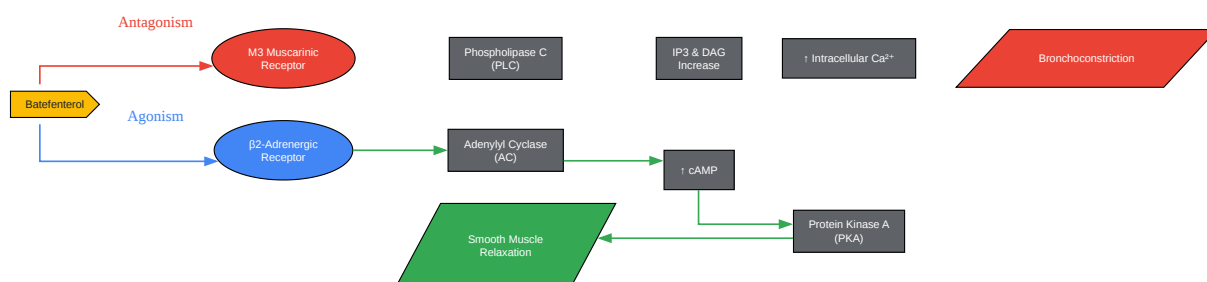 Antagonism
M3 Muscarinic
Receptor
Phospholipase C
(PLC)
IP3 & DAG
Increase
↑ Intracellular Ca²⁺
Bronchoconstriction
Batefenterol
Agonism
β2-Adrenergic
Receptor
Adenylyl Cyclase
(AC)
↑ cAMP
Protein Kinase A
(PKA)
Smooth Muscle
Relaxation